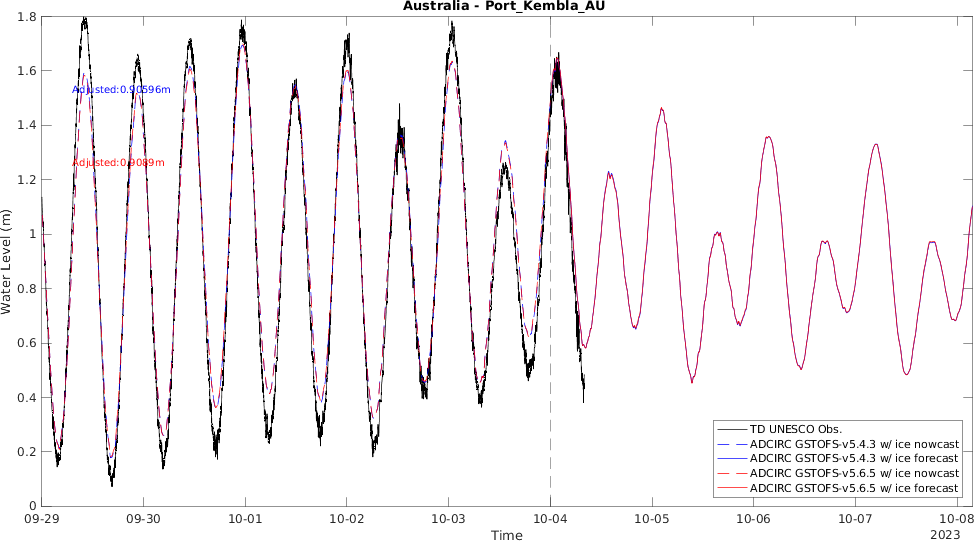 Australia - Port_Kembla_AU
1.8
1.6
1.4
1.2
1
0.8
0.6
0.4
0.2
0
Water Level (m)
Adjusted:0.90596m
Adjusted:0.9089m
TD UNESCO Obs.
ADCIRC GSTOFS-v5.4.3 w/ ice nowcast
ADCIRC GSTOFS-v5.4.3 w/ ice forecast
ADCIRC GSTOFS-v5.6.5 w/ ice nowcast
ADCIRC GSTOFS-v5.6.5 w/ ice forecast
09-29 09-30 10-01 10-02 10-03 10-04 10-05 10-06 10-07 10-08
Time
2023